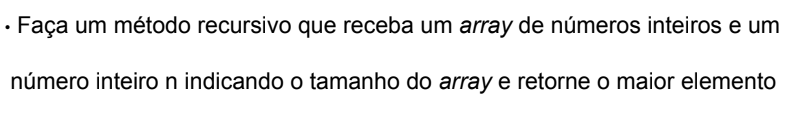 · Faça um método recursivo que receba um array de números inteiros e um
número inteiro n indicando o tamanho do array e retorne o maior elemento